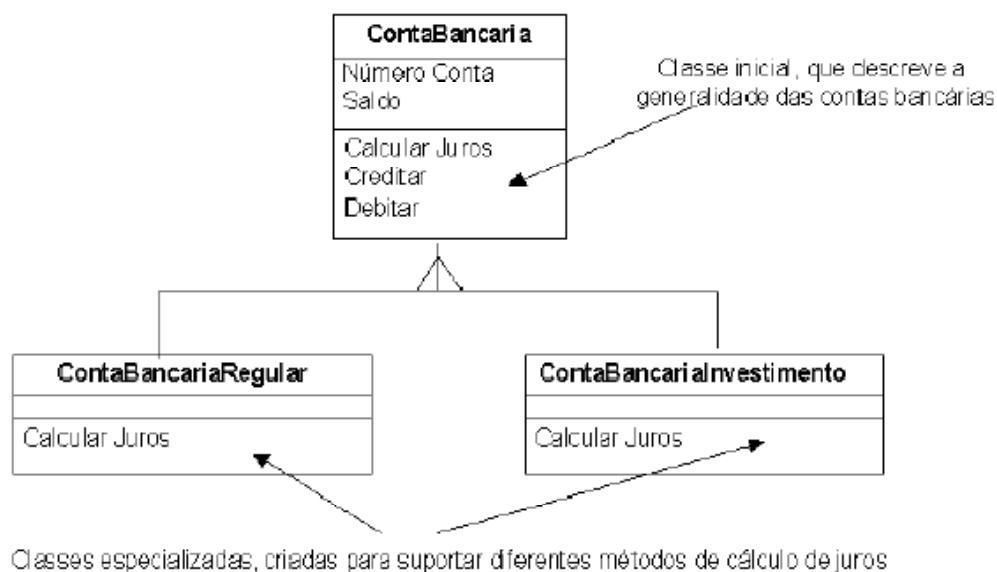 ContaBancaria
Número Conta
Saldo
Calcular Juros
Creditar
Debitar
Classe inicial, que descreve a
generalidade das contas bancárias
ContaBancariaRegular
Calcular Juros
ContaBancariaInvestimento
Calcular Juros
Classes especializadas, criadas para suportar diferentes métodos de cálculo de juros